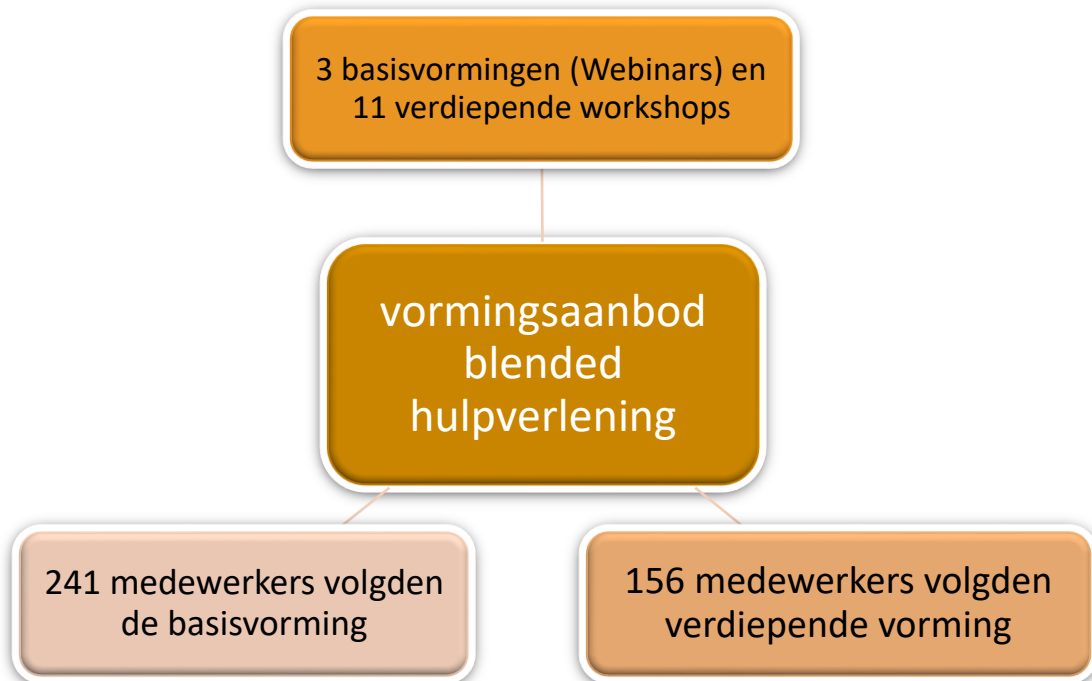 3 basisvormingen (Webinars) en
11 verdiepende workshops
vormingsaanbod
blended
hulpverlening
241 medewerkers volgden
de basisvorming
156 medewerkers volgden
verdiepende vorming